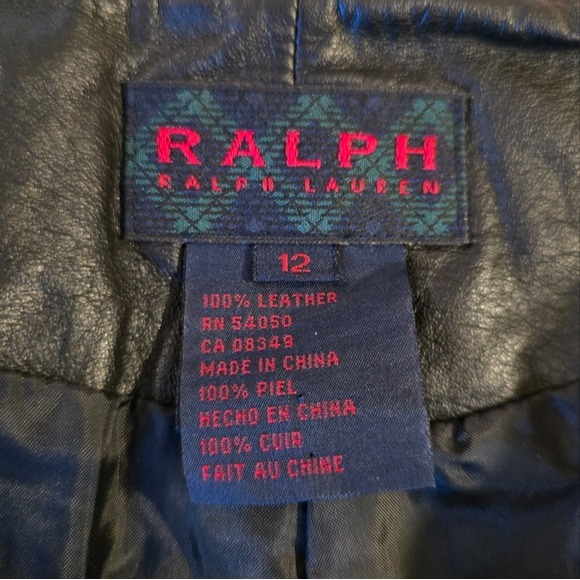 RALPH
RALPH LAUREN
12
100% LEATHER
RN 54050
CA 08349
MADE IN CHINA
100% PIEL
HECHO EN CHINA
100% CUIR
FAIT AU CHINE